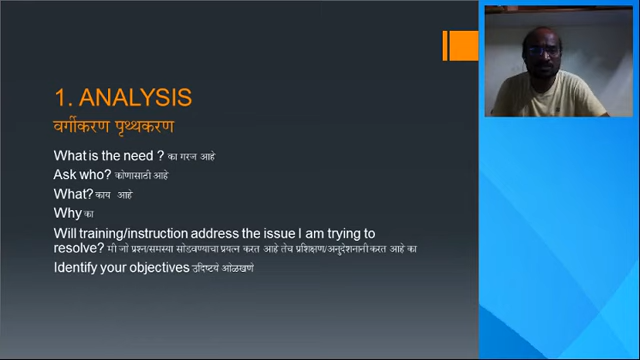 1. ANALYSIS
वर्गीकरण पृथ्थकरण
What is the need ? का गरज आहे
Ask who? कोणासाठी आहे
What? काय आहे
Why का
Will training/instruction address the issue I am trying to
resolve? मी जो प्रश्न/समस्या सोडवण्याचा प्रयत्न करत आहे तेच प्रशिक्षण/अनुदेशनानी करत आहे का
Identify your objectives उदिष्टये ओळखणे